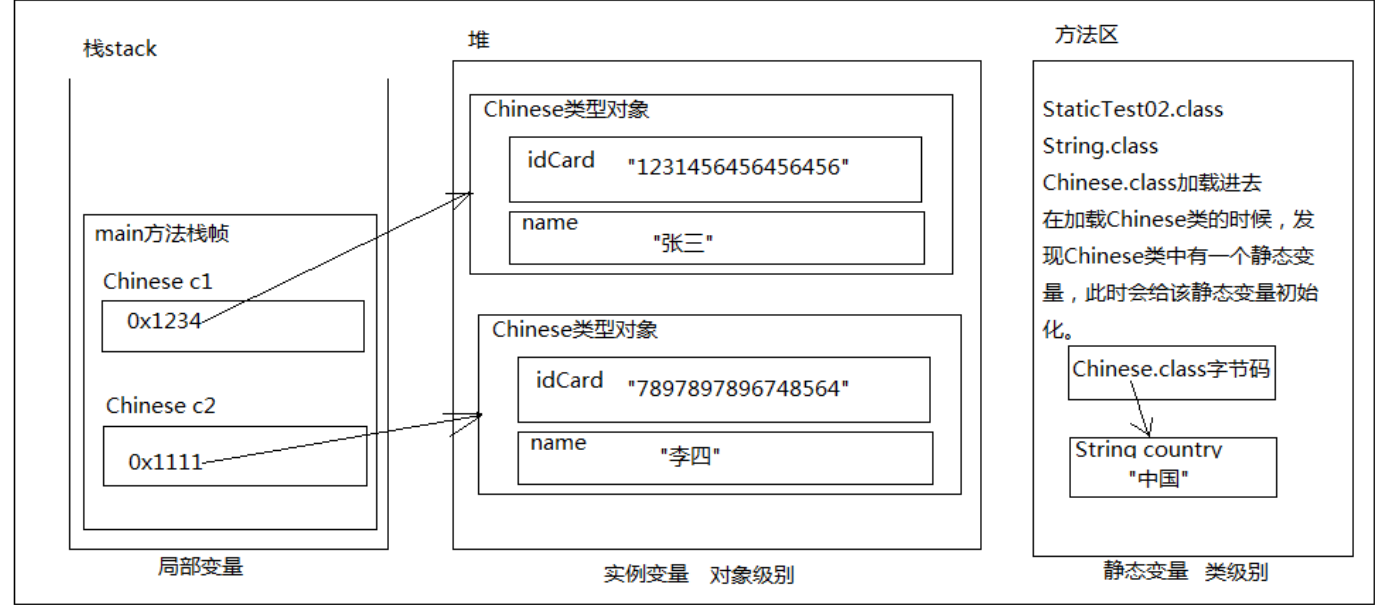 栈stack
main方法栈帧
Chinese c1
0x1234
Chinese c2
0x1111
局部变量
堆
Chinese类型对象
idCard "1231456456456456"
name
"张三"
Chinese类型对象
idCard "7897897896748564"
name
"李四"
实例变量 对象级别
方法区
StaticTest02.class
String.class
Chinese.class加载进去
在加载Chinese类的时候，发
现Chinese类中有一个静态变
量，此时会给该静态变量初始
化。
Chinese.class字节码
String country
"中国"
静态变量 类级别